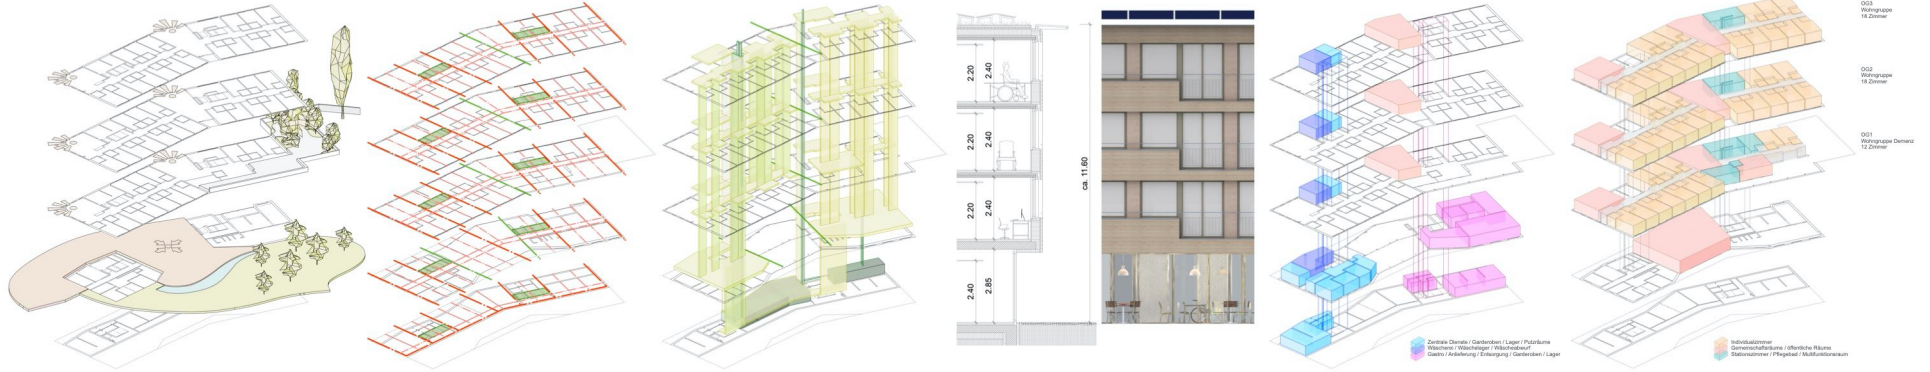 2.20
2.40
2.20
2.40
2.20
2.40
2.40
2.85
ca. 11.60
Zentrale Dienste / Garderoben / Lager / Putzräume
Wäscherei / Wäschelager / Wäscheabwurf
Gastro / Anlieferung / Entsorgung / Garderoben / Lager
OG3
Wohngruppe
18 Zimmer
OG2
Wohngruppe
18 Zimmer
OG1
Wohngruppe Demenz
12 Zimmer
Individualzimmer
Gemeinschaftsräume / öffentliche Räume
Stationszimmer / Pflegebad / Multifunktionsraum